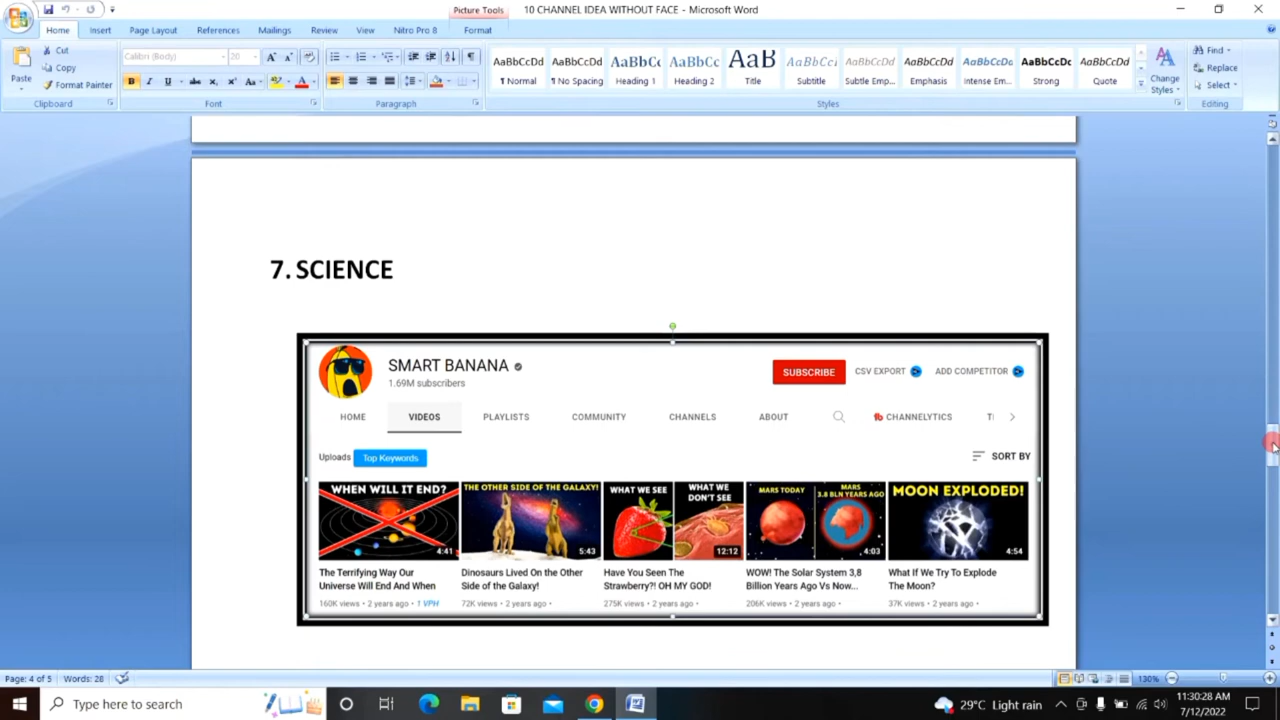 Picture Tools
10 CHANNEL IDEA WITHOUT FACE - Microsoft Word
Home Insert Page Layout References Mailings Review View Nitro Pro 8 Format
Paste
Cut
Copy
Format Painter
Clipboard
Calibri (Body) 20
Font
Paragraph
AaBbCcDd AaBbCcDd AaBbCc AaBbCc AaB AaBbCcI AaBbCcDd AaBbCcDd AaBbCcDd AaBbCcDc AaBbCcDd
¶ Normal ¶ No Spacing Heading 1 Heading 2 Title Subtitle Subtle Emp... Emphasis Intense Em... Strong Quote
Styles
Change Styles
Find
Replace
Select
Editing
7. SCIENCE
SMART BANANA
1.69M subscribers
SUBSCRIBE CSV EXPORT ADD COMPETITOR
HOME VIDEOS PLAYLISTS COMMUNITY CHANNELS ABOUT CHANNELYTICS
Uploads Top Keywords SORT BY
WHEN WILL IT END? THE OTHER SIDE OF THE GALAXY! WHAT WE SEE WHAT WE DON'T SEE MARS TODAY MARS 3.8 BLN YEARS AGO MOON EXPLODED!
4:41 5:43 12:12 4:03 4:54
The Terrifying Way Our Dinosaurs Lived On the Other Have You Seen The WOW! The Solar System 3,8 What If We Try To Explode
Universe Will End And When Side of the Galaxy! Strawberry?! OH MY GOD! Billion Years Ago Vs Now... The Moon?
160K views • 2 years ago • ↑ VPH 72K views • 2 years ago • 275K views • 2 years ago • 206K views • 2 years ago • 37K views • 2 years ago •
Page: 4 of 5 Words: 28 130%
Type here to search
29°C Light rain
11:30:28 AM
7/12/2022